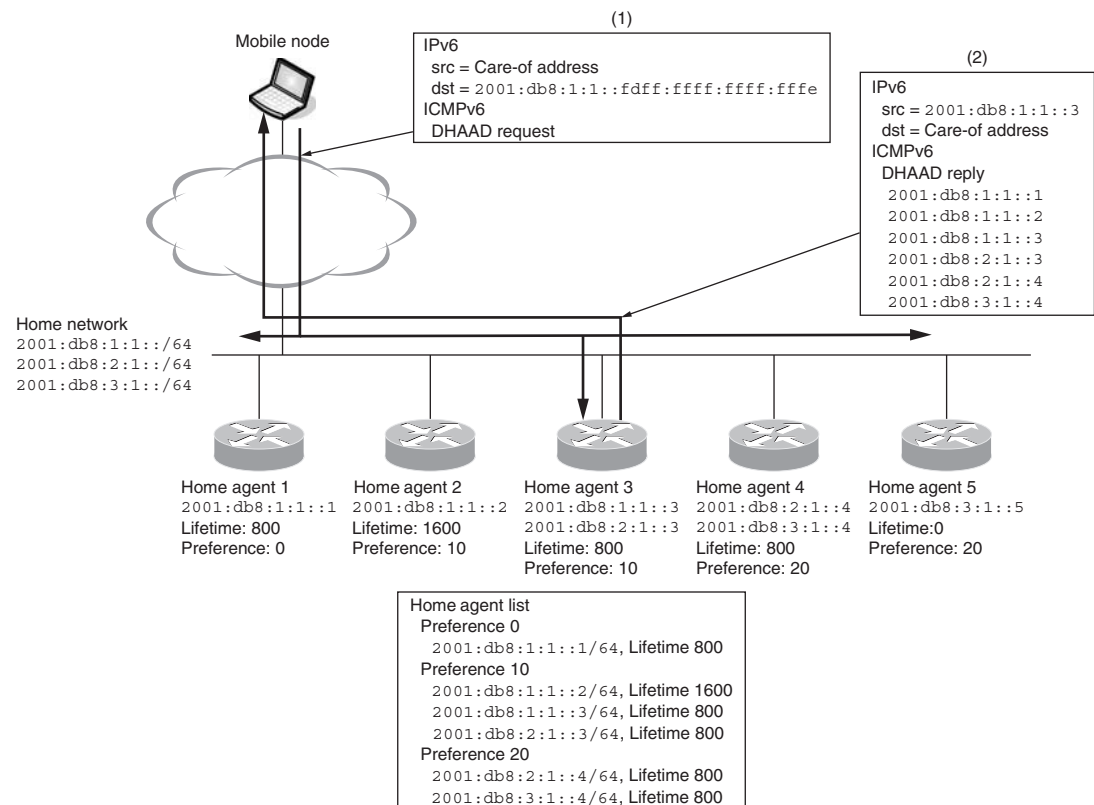 (1)
Mobile node
IPv6
src = Care-of address
dst = 2001:db8:1:1::fdff:ffff:ffff:fffe
ICMPv6
DHAAD request
(2)
IPv6
src = 2001:db8:1:1::3
dst = Care-of address
ICMPv6
DHAAD reply
2001:db8:1:1::1
2001:db8:1:1::2
2001:db8:1:1::3
2001:db8:2:1::3
2001:db8:2:1::4
2001:db8:3:1::4
Home network
2001:db8:1:1::/64
2001:db8:2:1::/64
2001:db8:3:1::/64
Home agent 1
2001:db8:1:1::1
Lifetime: 800
Preference: 0
Home agent 2
2001:db8:1:1::2
Lifetime: 1600
Preference: 10
Home agent 3
2001:db8:1:1::3
2001:db8:2:1::3
Lifetime: 800
Preference: 10
Home agent 4
2001:db8:2:1::4
2001:db8:3:1::4
Lifetime: 800
Preference: 20
Home agent 5
2001:db8:3:1::5
Lifetime:0
Preference: 20
Home agent list
Preference 0
2001:db8:1:1::1/64, Lifetime 800
Preference 10
2001:db8:1:1::2/64, Lifetime 1600
2001:db8:1:1::3/64, Lifetime 800
2001:db8:2:1::3/64, Lifetime 800
Preference 20
2001:db8:2:1::4/64, Lifetime 800
2001:db8:3:1::4/64, Lifetime 800